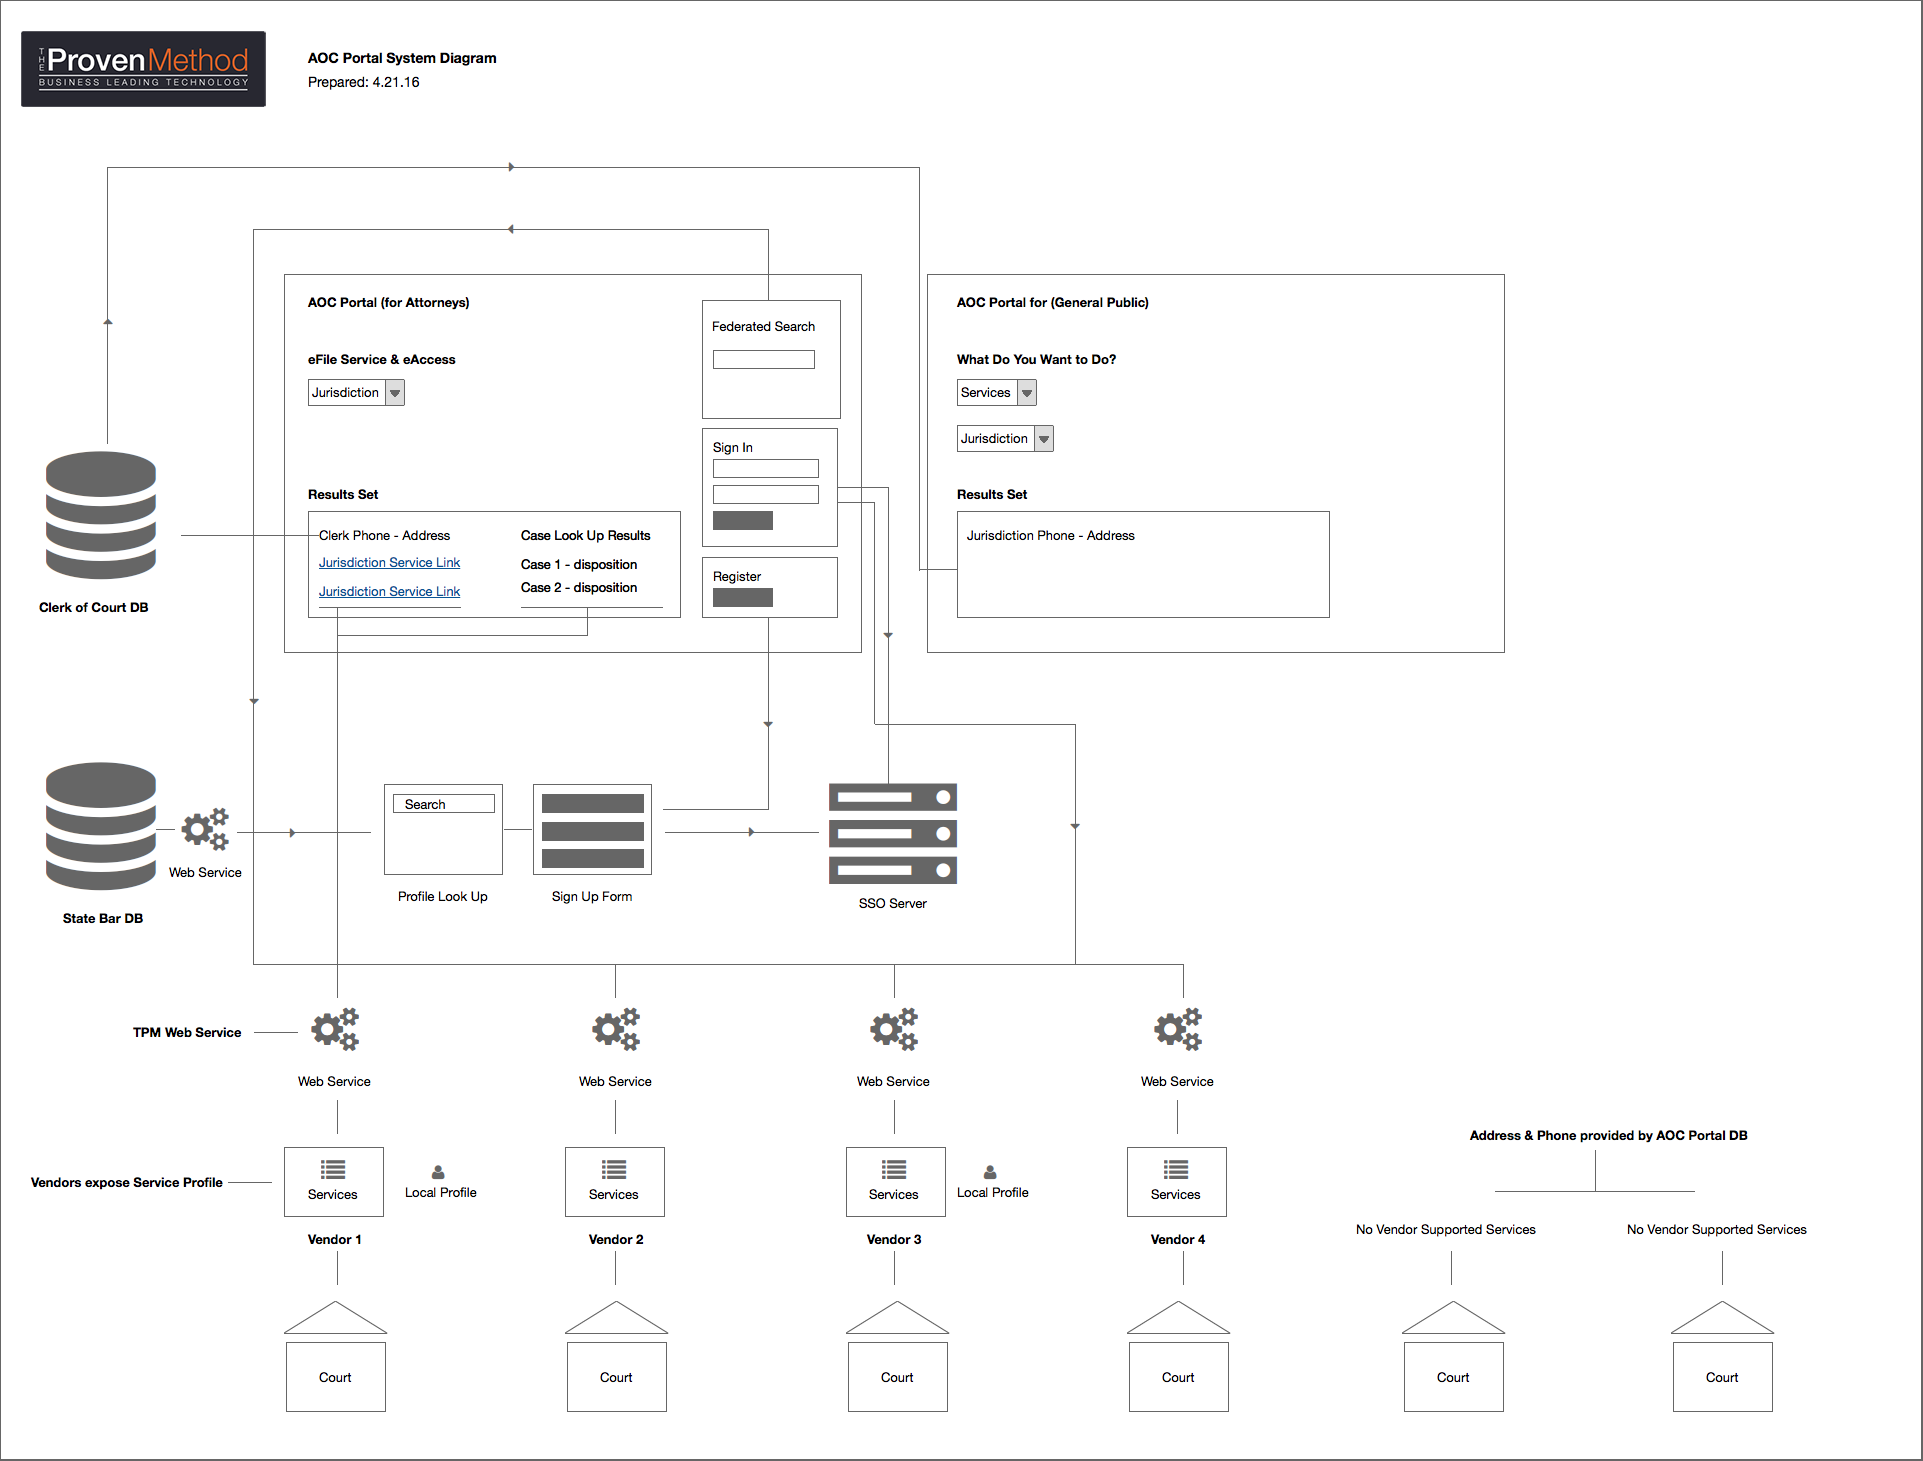 THE
ProvenMethod
BUSINESS LEADING TECHNOLOGY
AOC Portal System Diagram
Prepared: 4.21.16
AOC Portal (for Attorneys)
eFile Service & eAccess
Jurisdiction
Results Set
Clerk Phone - Address
Jurisdiction Service Link
Jurisdiction Service Link
Case Look Up Results
Case 1 - disposition
Case 2 - disposition
Federated Search
Sign In
Register
AOC Portal for (General Public)
What Do You Want to Do?
Services
Jurisdiction
Results Set
Jurisdiction Phone - Address
Clerk of Court DB
State Bar DB
Web Service
Search
Profile Look Up
Sign Up Form
SSO Server
TPM Web Service
Web Service
Web Service
Web Service
Web Service
Vendors expose Service Profile
Services
Local Profile
Services
Services
Local Profile
Services
Vendor 1
Vendor 2
Vendor 3
Vendor 4
Address & Phone provided by AOC Portal DB
No Vendor Supported Services
No Vendor Supported Services
Court
Court
Court
Court
Court
Court